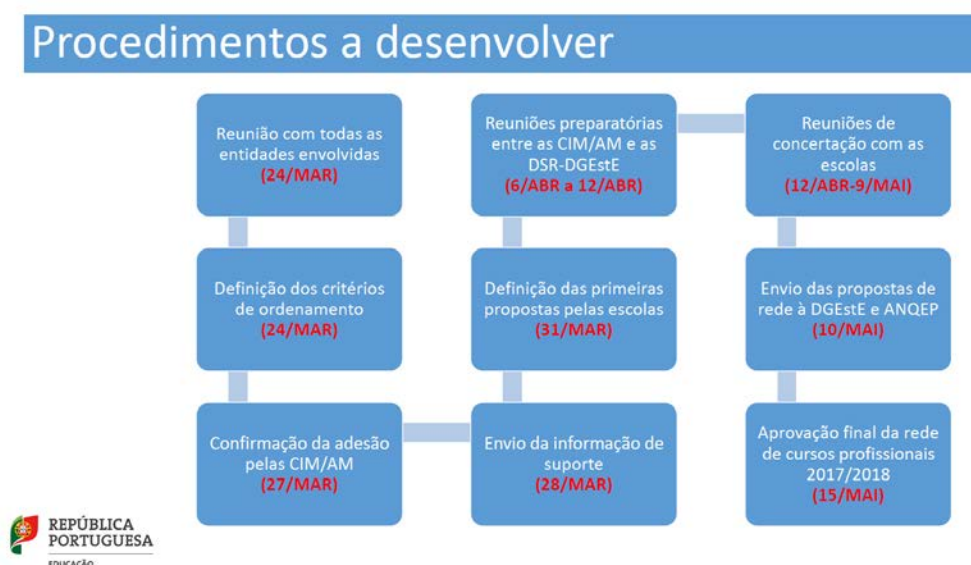 Procedimentos a desenvolver
Reunião com todas as
entidades envolvidas
(24/MAR)
Definição dos critérios
de ordenamento
(24/MAR)
Confirmação da adesão
pelas CIM/AM
(27/MAR)
Envio da informação de
suporte
(28/MAR)
Definição das primeiras
propostas pelas escolas
(31/MAR)
Reuniões preparatórias
entre as CIM/AM e as
DSR-DGEstE
(6/ABR a 12/ABR)
Reuniões de
concertação com as
escolas
(12/ABR-9/MAI)
Envio das propostas de
rede à DGEstE e ANQEP
(10/MAI)
Aprovação final da rede
de cursos profissionais
2017/2018
(15/MAI)
REPÚBLICA
PORTUGUESA
EDUCAÇÃO